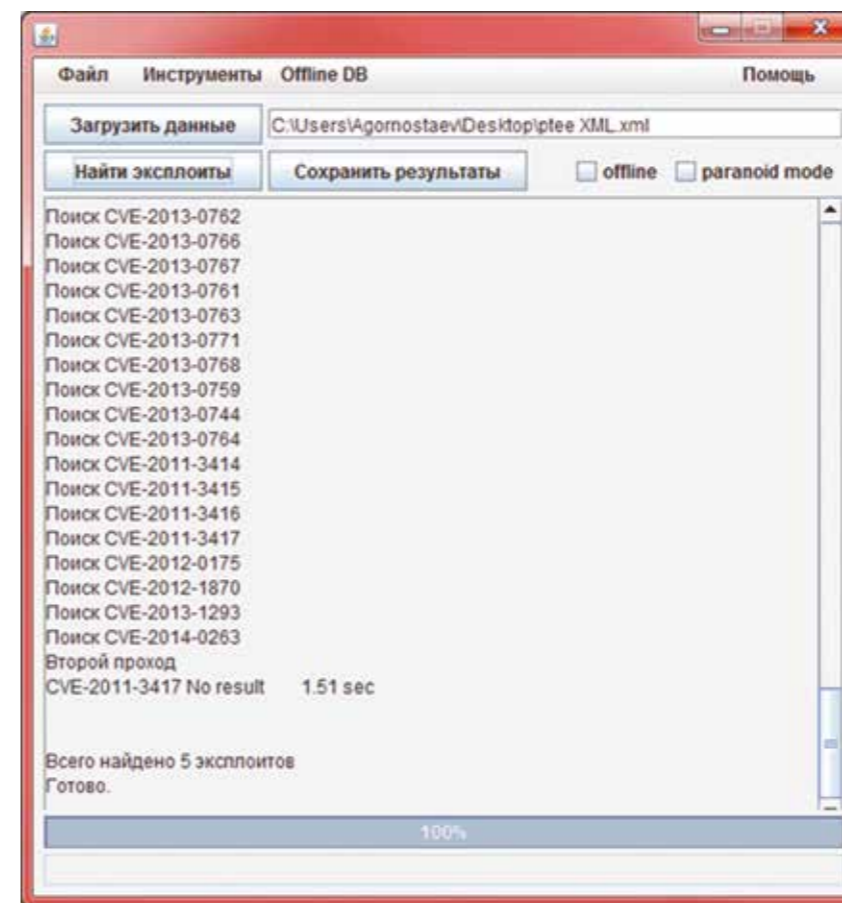 Файл Инструменты Offline DB Помощь
Загрузить данные C:\Users\Agornostaev\Desktop\ptee XML.xml
Найти эксплоиты Сохранить результаты offline paranoid mode
Поиск CVE-2013-0762
Поиск CVE-2013-0766
Поиск CVE-2013-0767
Поиск CVE-2013-0761
Поиск CVE-2013-0763
Поиск CVE-2013-0771
Поиск CVE-2013-0768
Поиск CVE-2013-0759
Поиск CVE-2013-0744
Поиск CVE-2013-0764
Поиск CVE-2011-3414
Поиск CVE-2011-3415
Поиск CVE-2011-3416
Поиск CVE-2011-3417
Поиск CVE-2012-0175
Поиск CVE-2012-1870
Поиск CVE-2013-1293
Поиск CVE-2014-0263
Второй проход
CVE-2011-3417 No result 1.51 sec
Всего найдено 5 эксплоитов
Готово.
100%